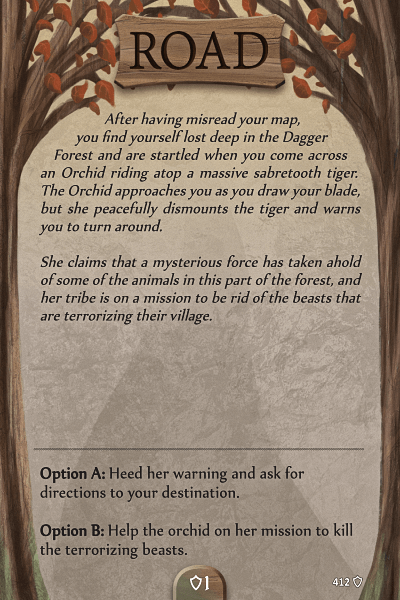 ROAD
After having misread your map,
you find yourself lost deep in the Dagger
Forest and are startled when you come across
an Orchid riding atop a massive sabretooth tiger.
The Orchid approaches you as you draw your blade,
but she peacefully dismounts the tiger and warns
you to turn around.
She claims that a mysterious force has taken ahold
of some of the animals in this part of the forest, and
her tribe is on a mission to be rid of the beasts that
are terrorizing their village.
Option A: Heed her warning and ask for
directions to your destination.
Option B: Help the orchid on her mission to kill
the terrorizing beasts.
1
412